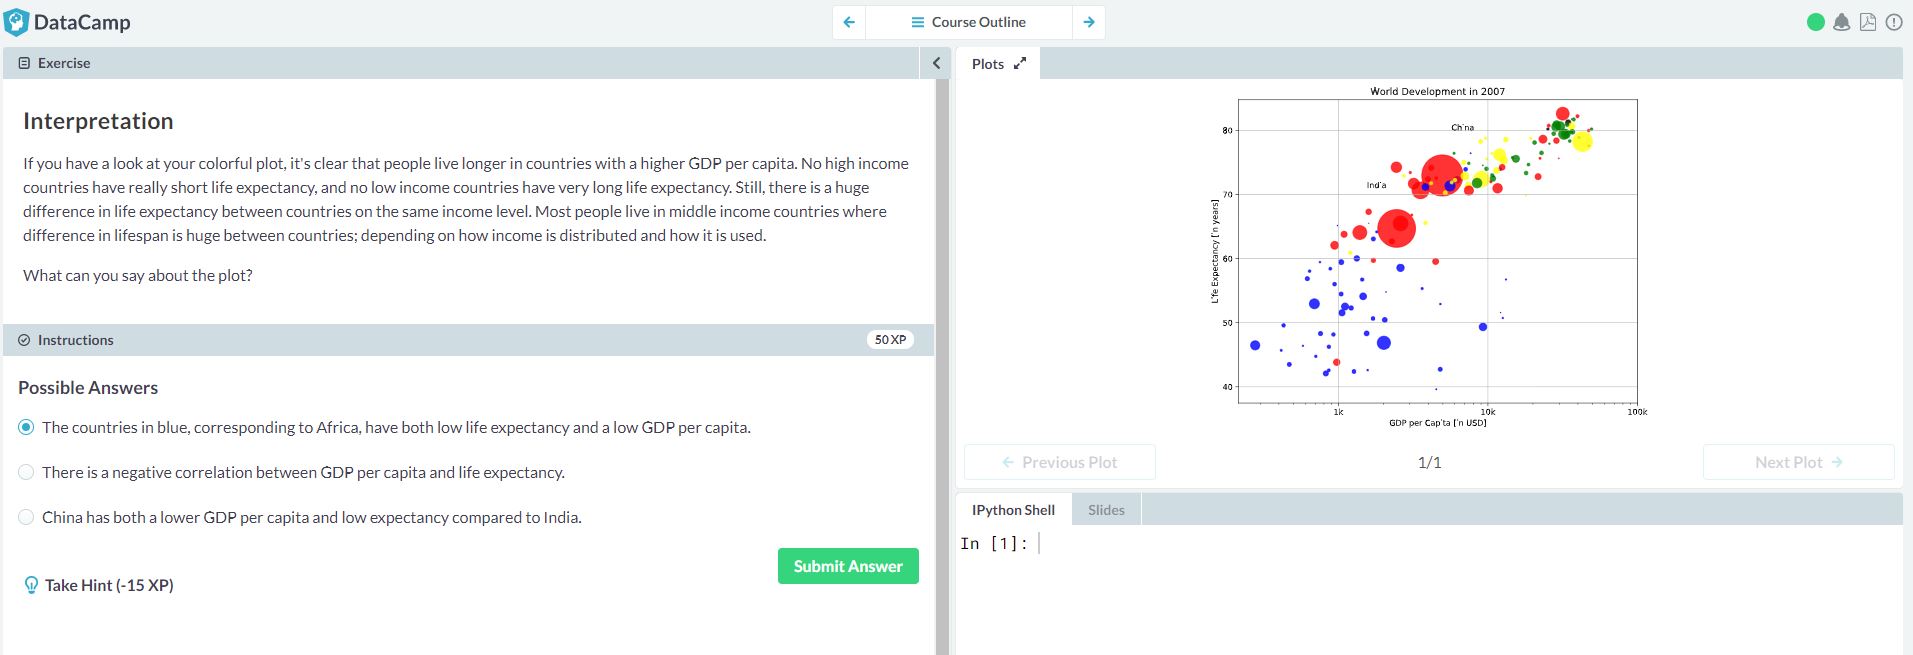 DataCamp
Course Outline
Exercise
Interpretation
If you have a look at your colorful plot, it's clear that people live longer in countries with a higher GDP per capita. No high income
countries have really short life expectancy, and no low income countries have very long life expectancy. Still, there is a huge
difference in life expectancy between countries on the same income level. Most people live in middle income countries where
difference in lifespan is huge between countries; depending on how income is distributed and how it is used.
What can you say about the plot?
Instructions
50 XP
Possible Answers
The countries in blue, corresponding to Africa, have both low life expectancy and a low GDP per capita.
There is a negative correlation between GDP per capita and life expectancy.
China has both a lower GDP per capita and low expectancy compared to India.
Submit Answer
Take Hint (-15 XP)
Plots
World Development in 2007
China
India
80
70
60
50
40
Life Expectancy [in years]
1k
10k
100k
GDP per Capita [in USD]
Previous Plot
1/1
Next Plot
IPython Shell
Slides
In [1]: